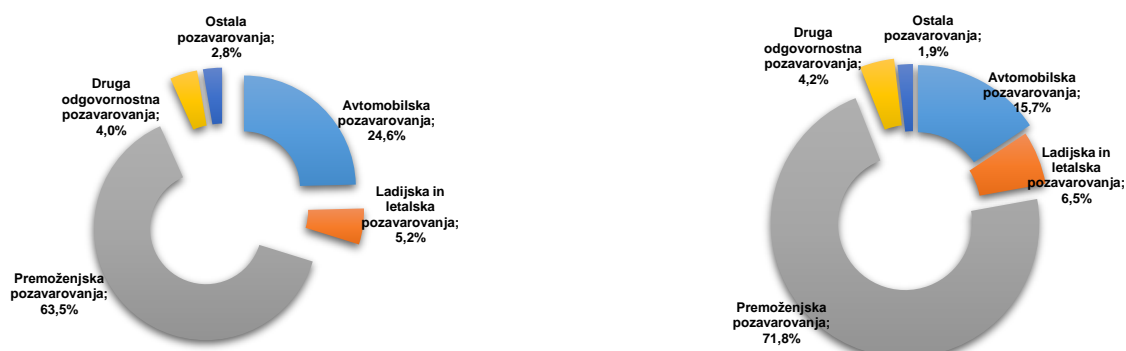 Ostala
pozavarovanja;
2,8%
Druga
odgovornostna
pozavarovanja;
4,0%
Avtomobilska
pozavarovanja;
24,6%
Ladijska in
letalska
pozavarovanja;
5,2%
Premoženjska
pozavarovanja;
63,5%
Ostala
pozavarovanja;
1,9%
Druga
odgovornostna
pozavarovanja;
4,2%
Avtomobilska
pozavarovanja;
15,7%
Ladijska in
letalska
pozavarovanja;
6,5%
Premoženjska
pozavarovanja;
71,8%